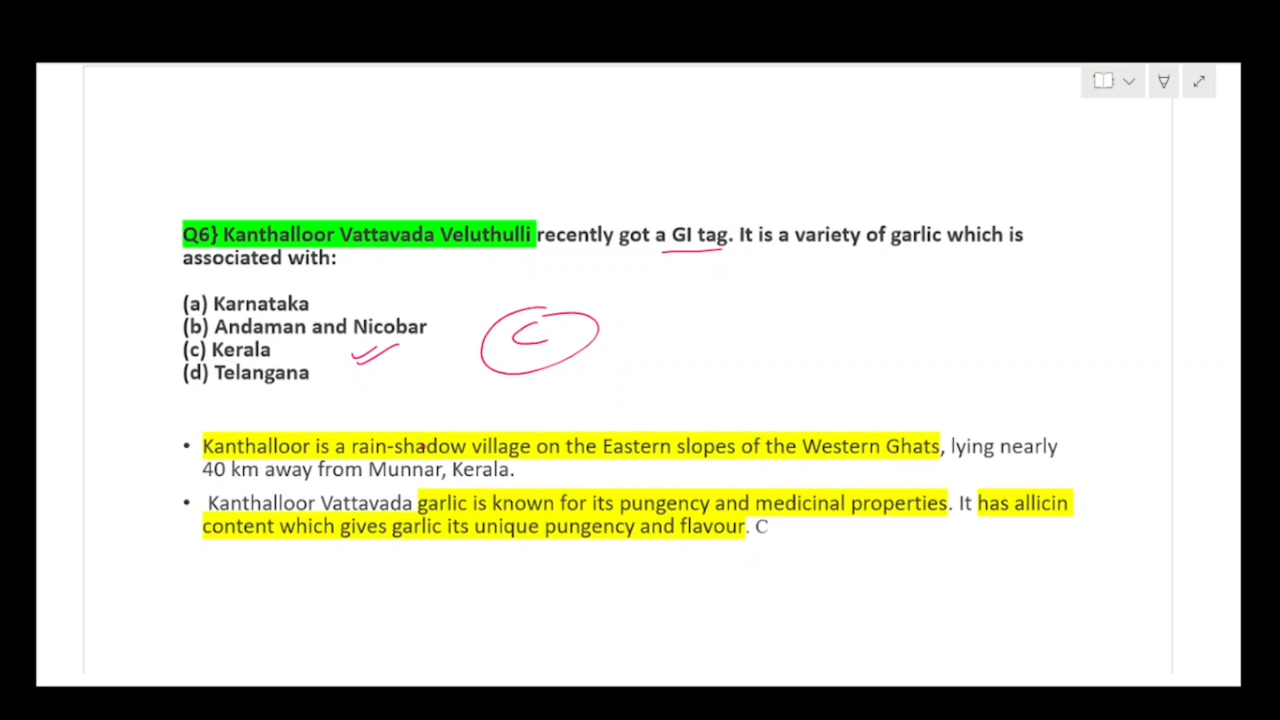 Q6} Kanthalloor Vattavada Veluthulli recently got a GI tag. It is a variety of garlic which is
associated with:
(a) Karnataka
(b) Andaman and Nicobar
(c) Kerala
(d) Telangana
C
• Kanthalloor is a rain-shadow village on the Eastern slopes of the Western Ghats, lying nearly
40 km away from Munnar, Kerala.
• Kanthalloor Vattavada garlic is known for its pungency and medicinal properties. It has allicin
content which gives garlic its unique pungency and flavour. C